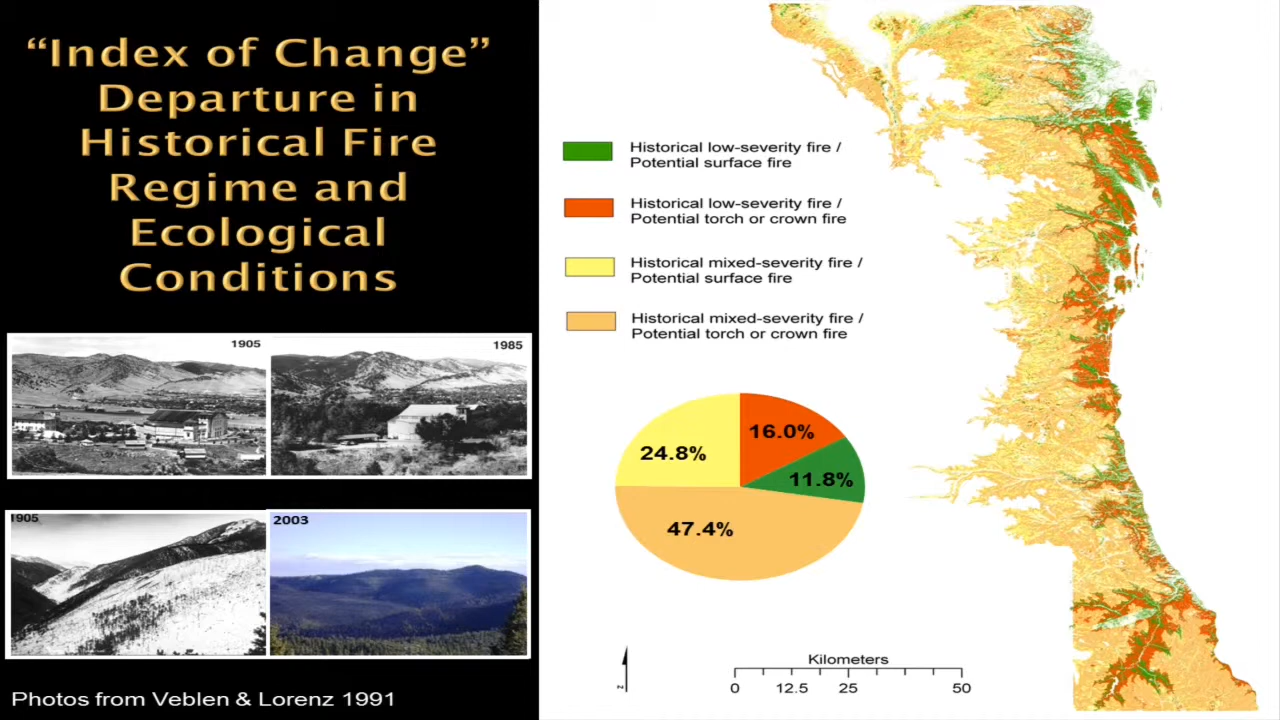 “Index of Change”
Departure in
Historical Fire
Regime and
Ecological
Conditions
1905
1985
1905
2003
Photos from Veblen & Lorenz 1991
Historical low-severity fire /
Potential surface fire
Historical low-severity fire /
Potential torch or crown fire
Historical mixed-severity fire /
Potential surface fire
Historical mixed-severity fire /
Potential torch or crown fire
16.0%
24.8%
11.8%
47.4%
N
Kilometers
0 12.5 25 50